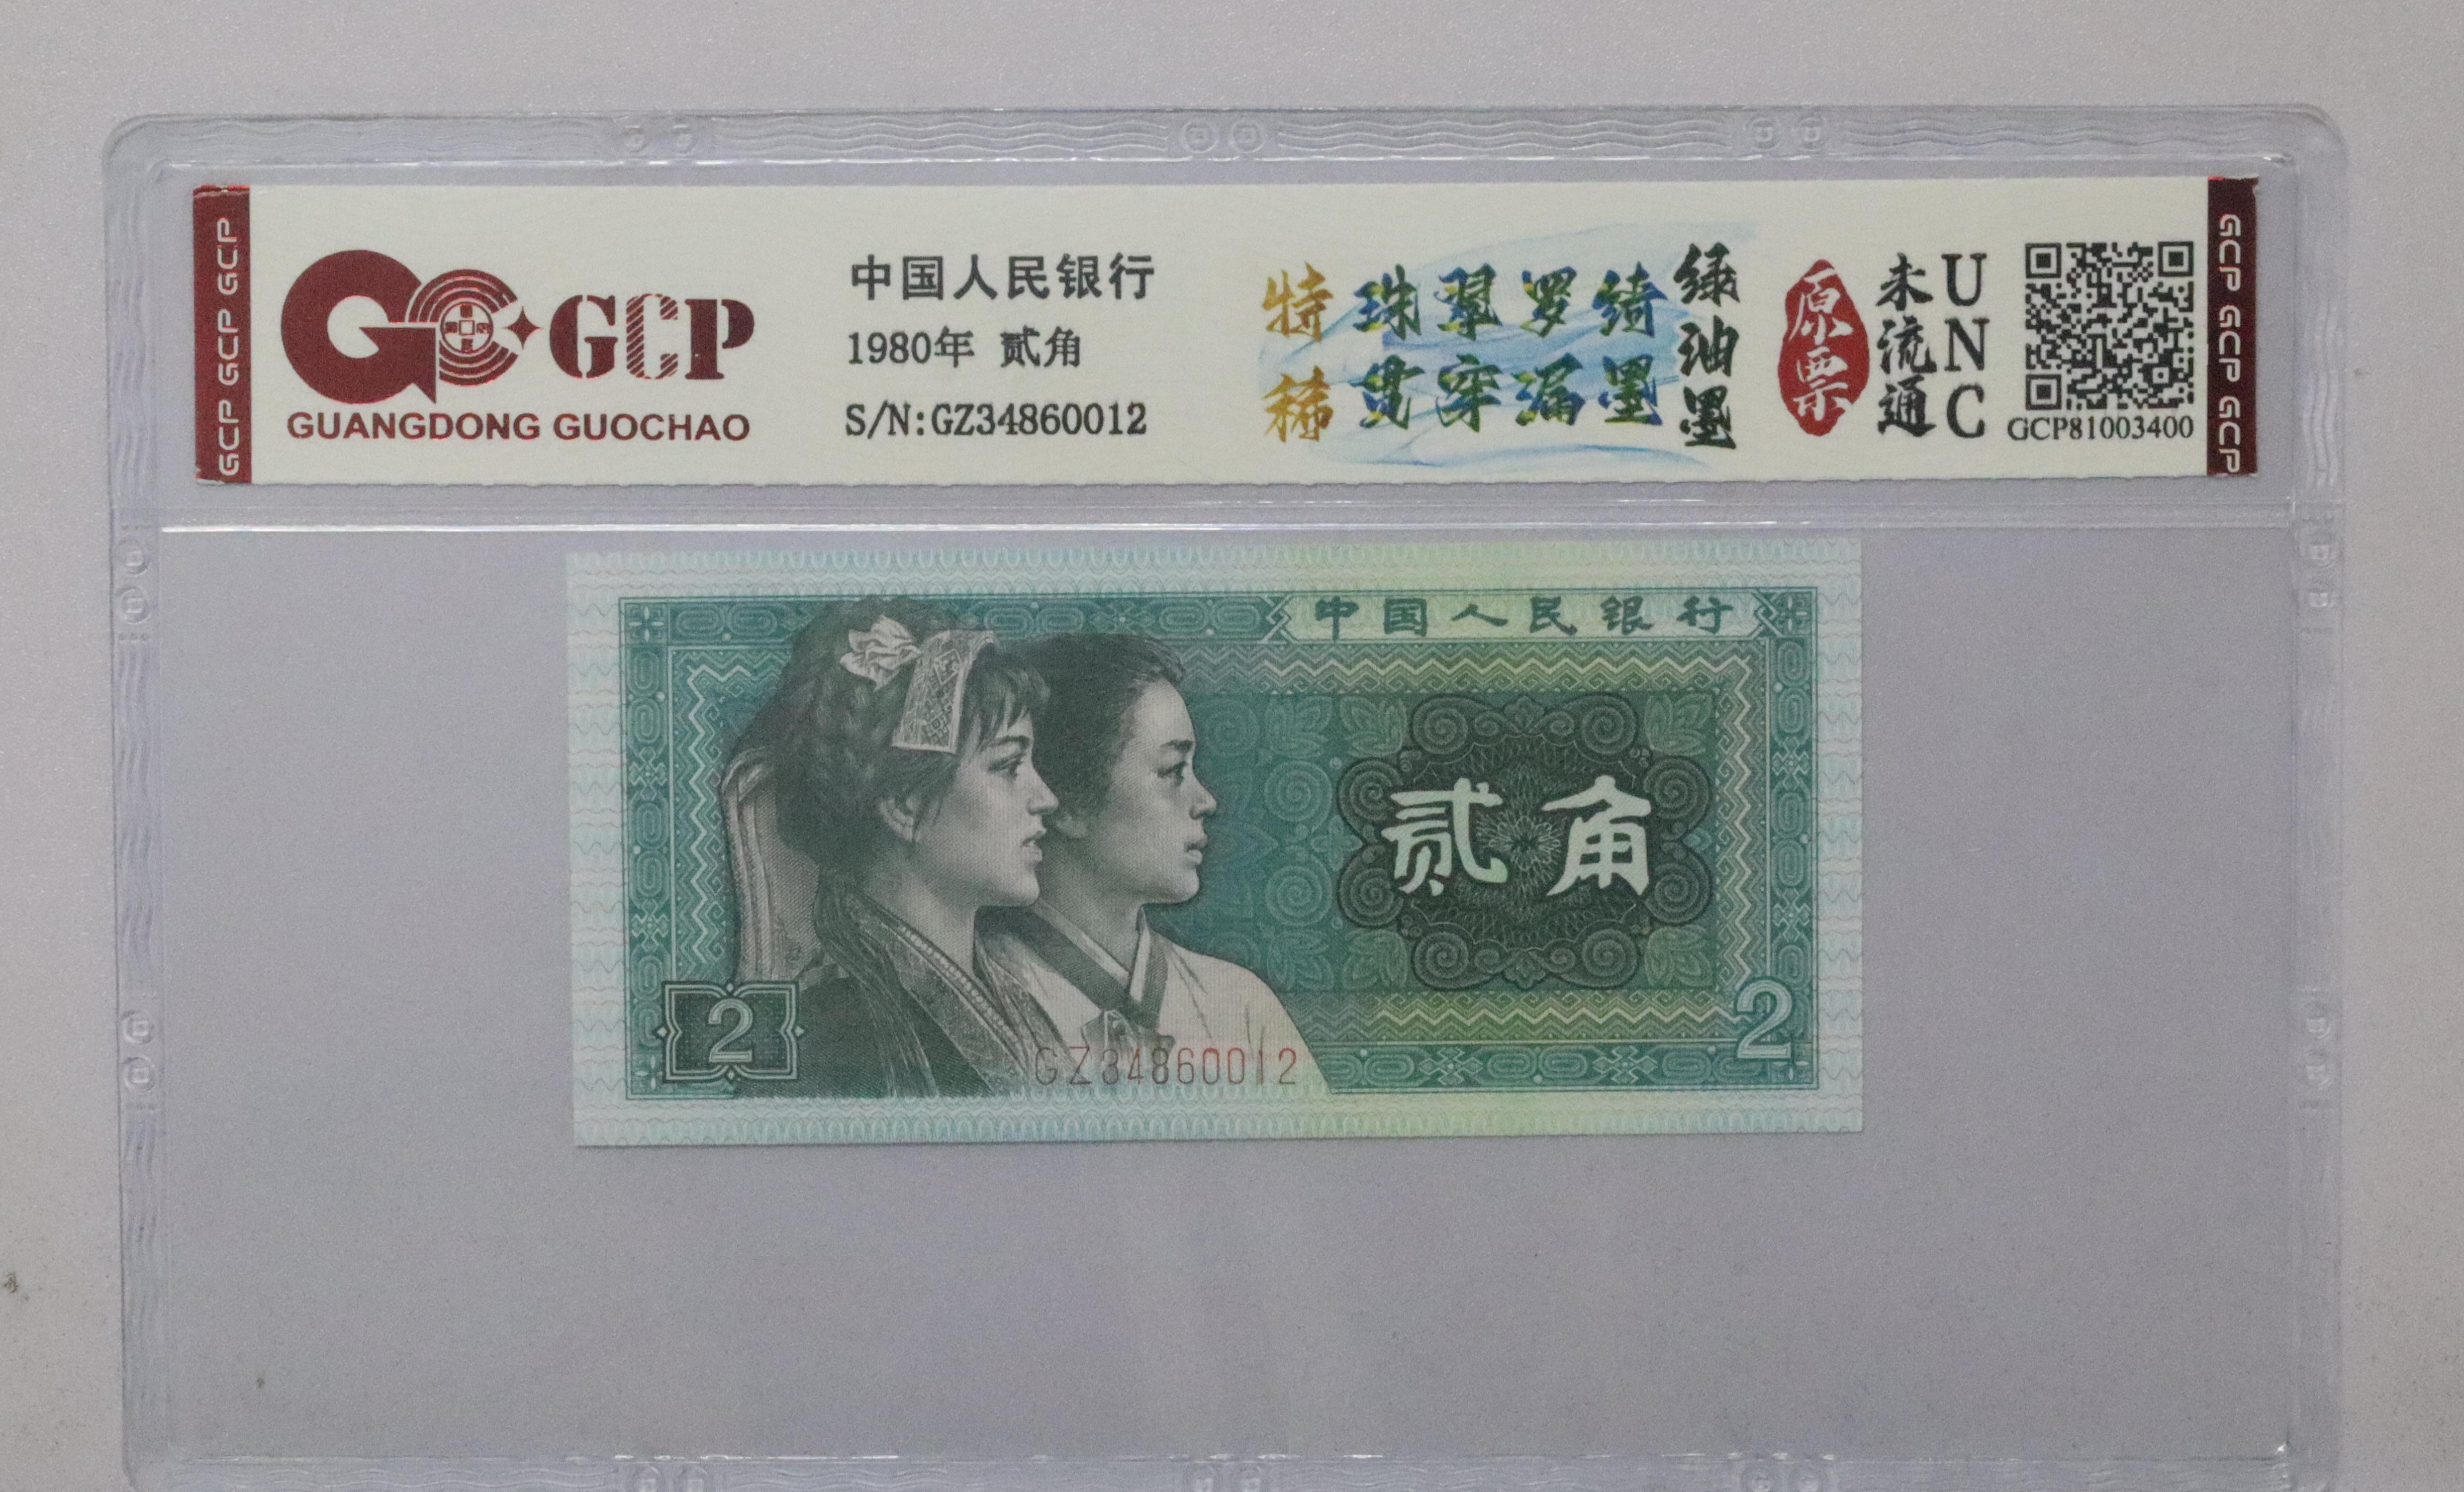 GCP GCP GCP
GCP
GUANGDONG GUOCHAO
中国人民银行
1980年 贰角
S/N:GZ34860012
特稀
珠翠罗绮
贯穿漏墨
绿油墨
原票
未流通
UNC
GCP81003400
GCP GCP GCP
中国人民银行
贰角
2
2
GZ34860012